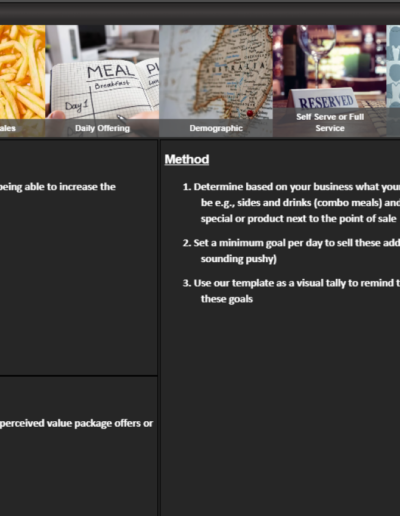 MEAL PL
Breakfast
Day 1
AUSTRALIA
RESERVED
ales
Daily Offering
Demographic
Self Serve or Full
Service
being able to increase the
perceived value package offers or
Method
1. Determine based on your business what your
be e.g., sides and drinks (combo meals) and
special or product next to the point of sale
2. Set a minimum goal per day to sell these add
sounding pushy)
3. Use our template as a visual tally to remind t
these goals